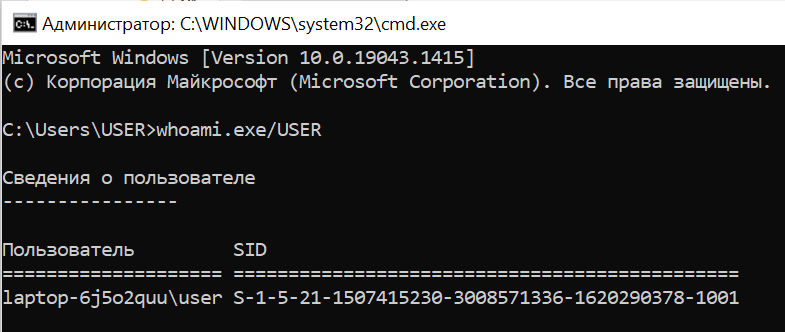 Администратор: C:\WINDOWS\system32\cmd.exe
Microsoft Windows [Version 10.0.19043.1415]
(c) Корпорация Майкрософт (Microsoft Corporation). Все права защищены.
C:\Users\USER>whoami.exe/USER
Сведения о пользователе
----------------
Пользователь SID
==================== ==============================================
laptop-6j5o2quu\user S-1-5-21-1507415230-3008571336-1620290378-1001